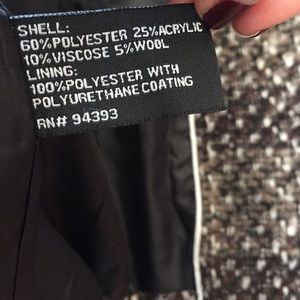 SHELL:
60%POLYESTER 25%ACRYLIC
10%VISCOSE 5%WOOL
LINING:
100%POLYESTER WITH
POLYURETHANE COATING
RN# 94393